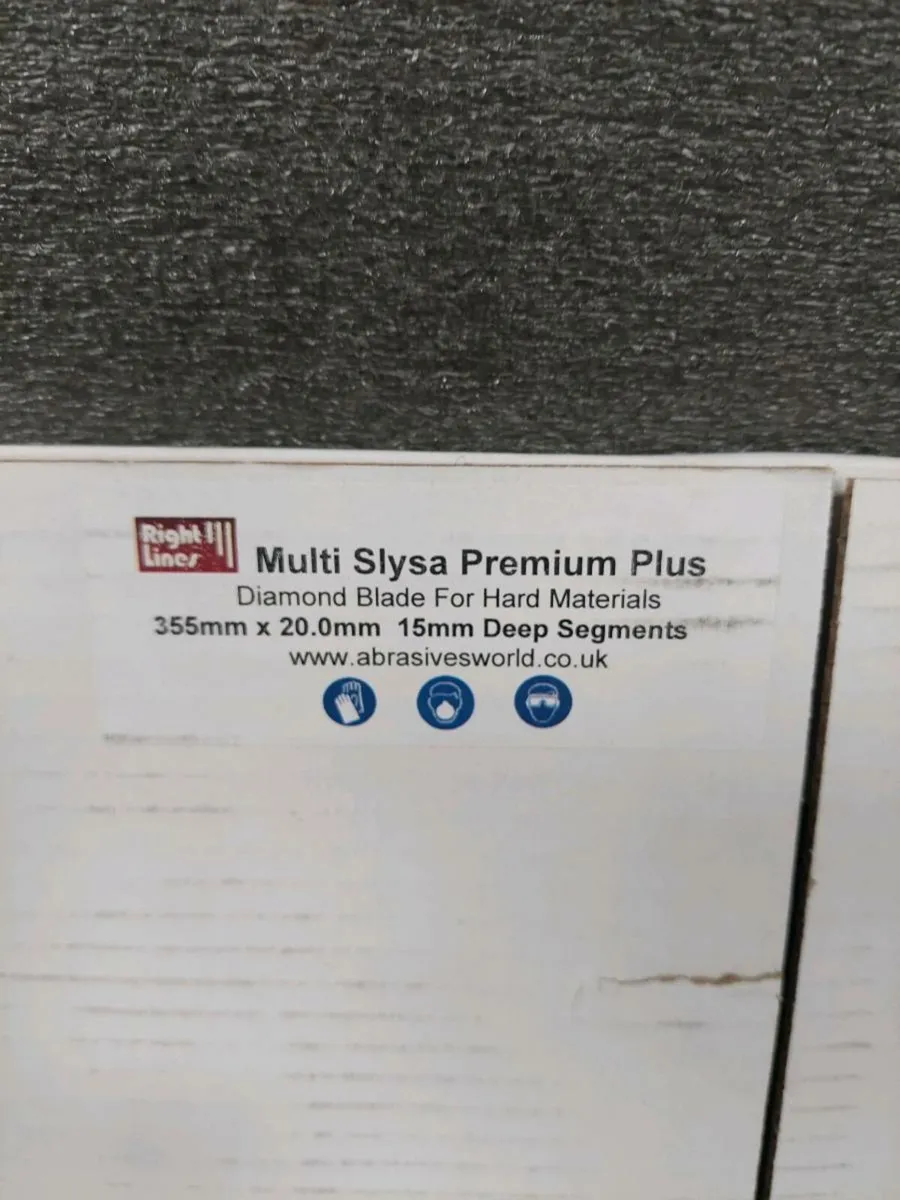 Right
Lines
Multi Slysa Premium Plus
Diamond Blade For Hard Materials
355mm x 20.0mm 15mm Deep Segments
www.abrasivesworld.co.uk